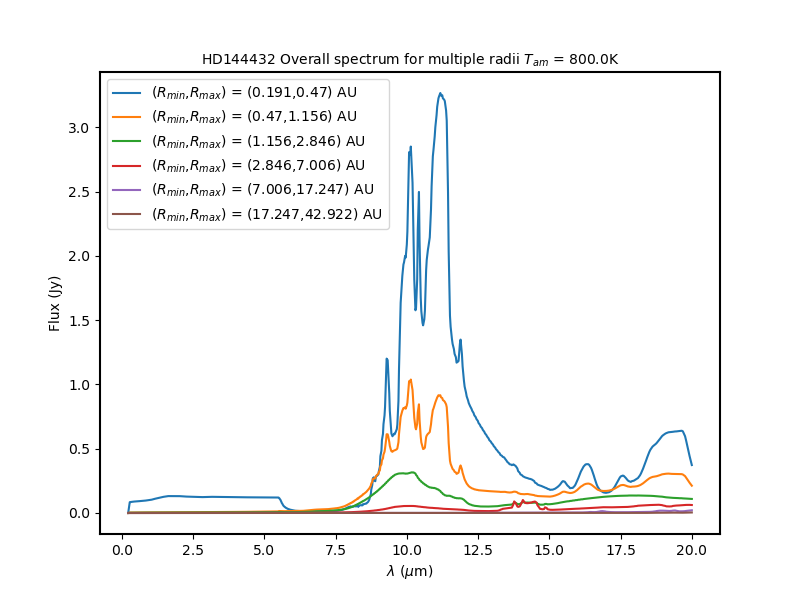 HD144432 Overall spectrum for multiple radii T_am = 800.0K
(R_min,R_max) = (0.191,0.47) AU
(R_min,R_max) = (0.47,1.156) AU
(R_min,R_max) = (1.156,2.846) AU
(R_min,R_max) = (2.846,7.006) AU
(R_min,R_max) = (7.006,17.247) AU
(R_min,R_max) = (17.247,42.922) AU
Flux (Jy)
3.0
2.5
2.0
1.5
1.0
0.5
0.0
0.0 2.5 5.0 7.5 10.0 12.5 15.0 17.5 20.0
λ (μm)